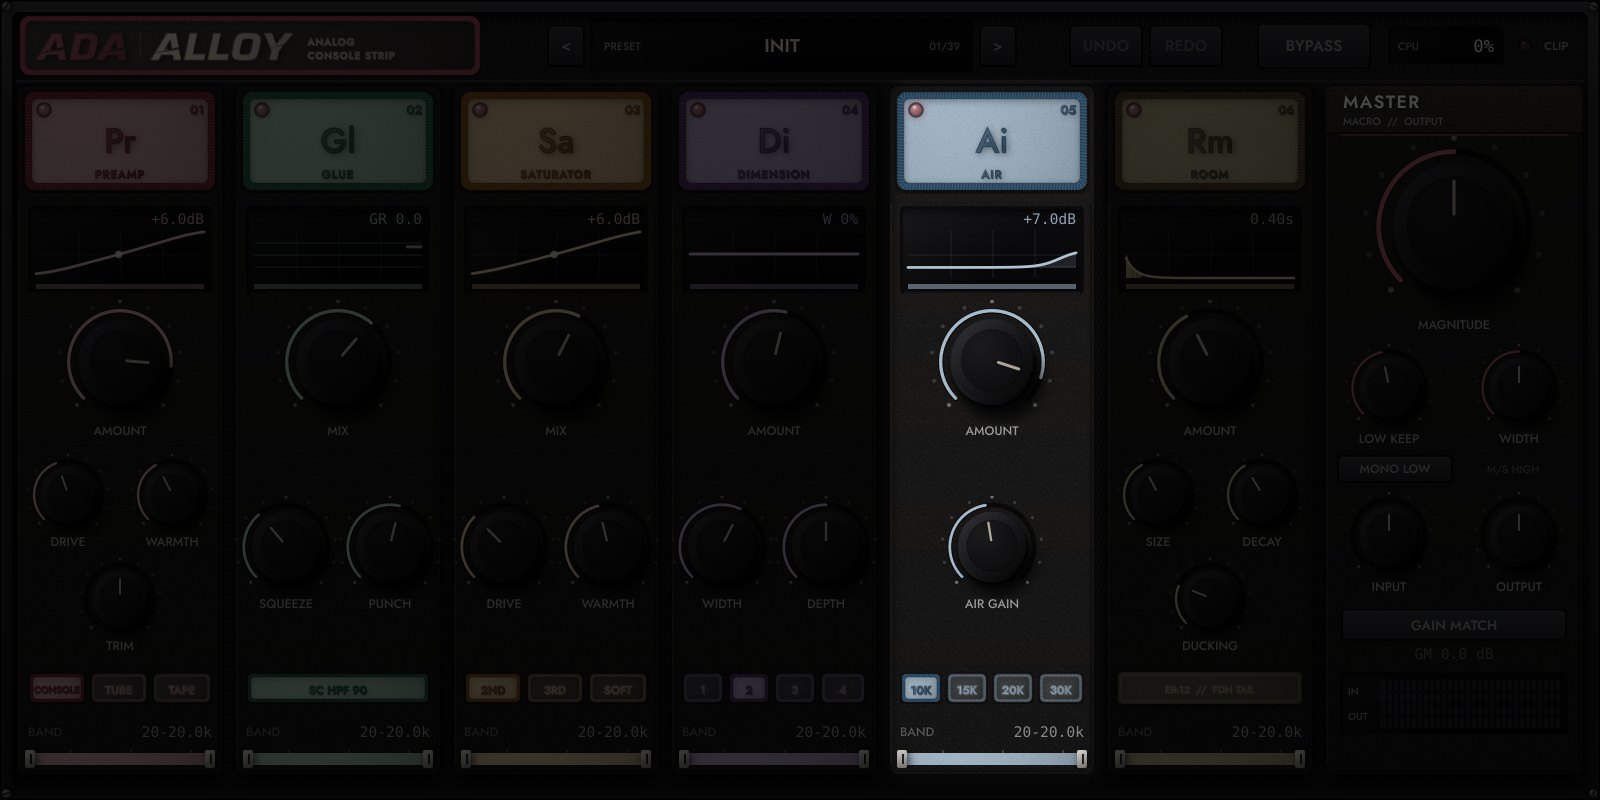 ADA ALLOY ANALOG CONSOLE STRIP
< PRESET INIT 01/39 >
UNDO REDO BYPASS CPU 0% CLIP
01 Pr PREAMP
+6.0dB
AMOUNT
DRIVE WARMTH
TRIM
CONSOLE TUBE TAPE
BAND 20-20.0k
02 Gl GLUE
GR 0.0
MIX
SQUEEZE PUNCH
SC HPF 90
BAND 20-20.0k
03 Sa SATURATOR
+6.0dB
MIX
DRIVE WARMTH
2ND 3RD SOFT
BAND 20-20.0k
04 Di DIMENSION
W 0%
AMOUNT
WIDTH DEPTH
1 2 3 4
BAND 20-20.0k
05 Ai AIR
+7.0dB
AMOUNT
AIR GAIN
10K 15K 20K 30K
BAND 20-20.0k
06 Rm ROOM
0.40s
AMOUNT
SIZE DECAY
DUCKING
ER-12 // FDN TAIL
BAND 20-20.0k
MASTER
MACRO // OUTPUT
MAGNITUDE
LOW KEEP WIDTH
MONO LOW M/S HIGH
INPUT OUTPUT
GAIN MATCH
GM 0.0 dB
IN
OUT